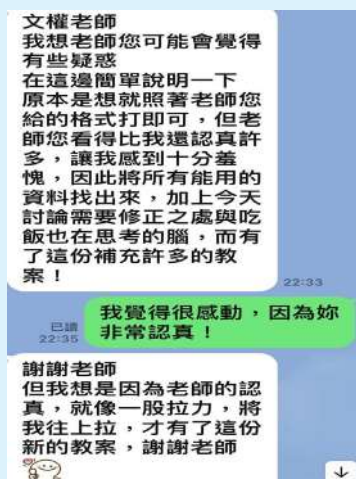 文權老師
我想老師您可能會覺得
有些疑惑
在這邊簡單說明一下
原本是想就照著老師您
給的格式打即可，但老
師您看得比我還認真許
多，讓我感到十分羞
愧，因此將所有能用的
資料找出來，加上今天
討論需要修正之處與吃
飯也在思考的腦，而有
了這份補充許多的教
案！
22:33
我覺得很感動，因為妳
非常認真！
已讀
22:35
謝謝老師
但我想是因為老師的認
真，就像一股拉力，將
我往上拉，才有了這份
新的教案，謝謝老師